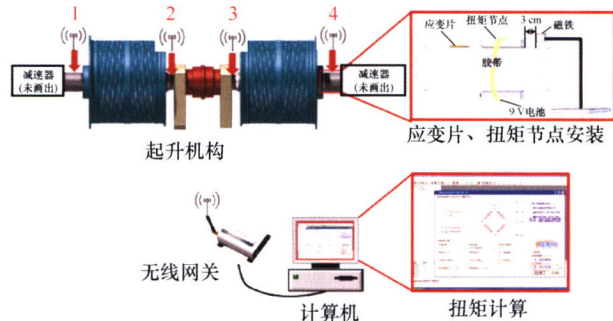 1 2 3 4
减速器
(未画出)
减速器
(未画出)
起升机构
应变片
扭矩节点
3 cm
磁铁
胶带
9 V电池
应变片、扭矩节点安装
无线网关
计算机
扭矩计算